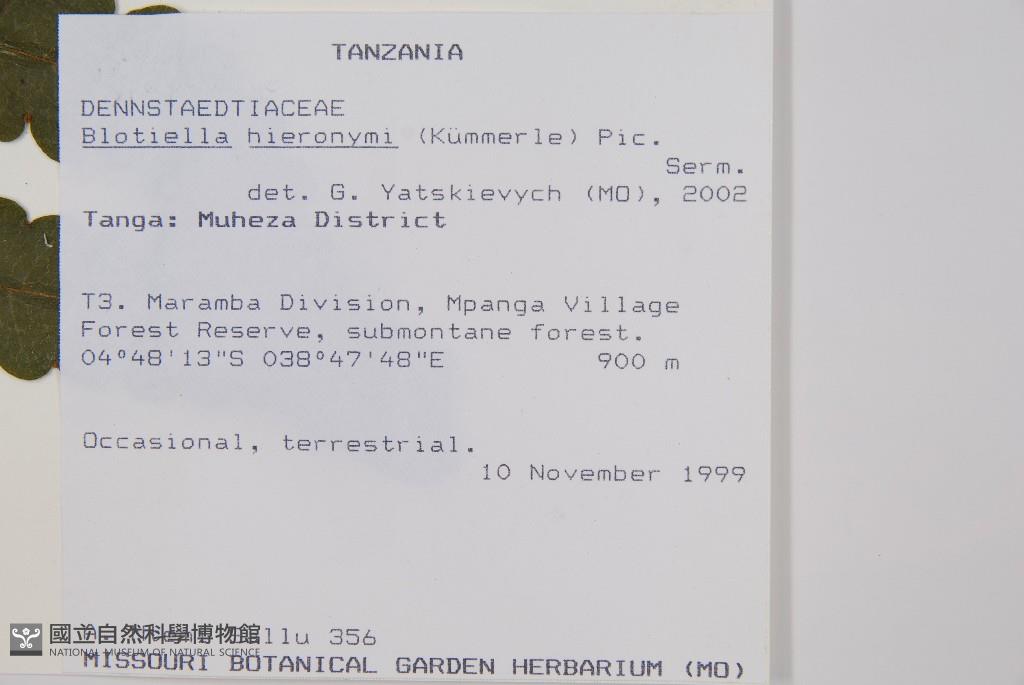 TANZANIA
DENNSTAEDTIACEAE
Blotiella hieronymi (Kümmerle) Pic.
Serm.
det. G. Yatskievych (MO), 2002
Tanga: Muheza District
T3. Maramba Division, Mpanga Village
Forest Reserve, submontane forest.
04°48'13"S 038°47'48"E 900 m
Occasional, terrestrial.
10 November 1999
356
國立自然科學博物館
NATIONAL MUSEUM OF NATURAL SCIENCE
MISSOURI BOTANICAL GARDEN HERBARIUM (MO)